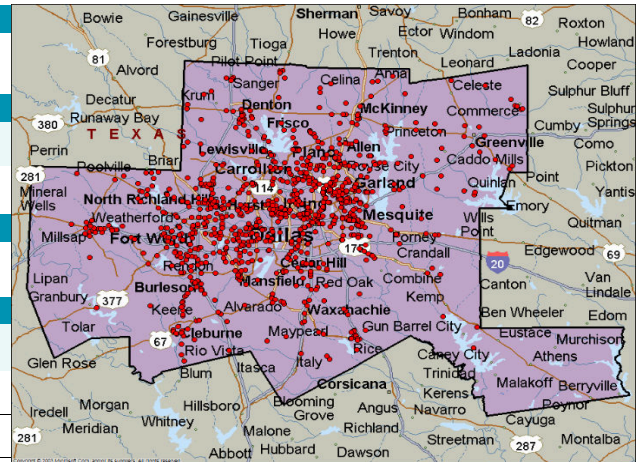 Bowie Gainesville Sherman Savoy Bonham 82 Roxton
Forestburg Tioga Howe Ector Windom Howland
81 Alvord Pilot Point Trenton Leonard Ladonia Cooper
Sanger Celina Anna Celeste Sulphur Bluff
Decatur Krum Denton McKinney Commerce Sulphur
380 Runaway Bay Frisco Princeton Cumby Springs
TEXAS
Perrin Lewisville Plano Allen Greenville Como
Poolville Briar Carrollton Caddo Mills Point Pickton
281 114 Garland Quinlan Yantis
Mineral North Richland Emory
Wells Weatherford Irving Mesquite Wills Quitman
Millsap Fort Worth Dallas 175 Forney Point
Crandall Edgewood 69
Cedar Hill 20
Lipan Burleson Mansfield Red Oak Combine Canton Van
Granbury 377 Kemp Lindale
Keene Alvarado Waxahachie Ben Wheeler Edom
Tolar 67 Cleburne Maypearl Gun Barrel City Eustace Murchison
Glen Rose Rio Vista Italy Rice Caney City Athens
Blum Itasca Trinidad
Corsicana Malakoff Berryville
Iredell Morgan Hillsboro Blooming Angus Kerens Poynor
Meridian Whitney Grove Navarro Cayuga
281 Malone Richland Streetman 287 Montalba
Abbott Hubbard Dawson